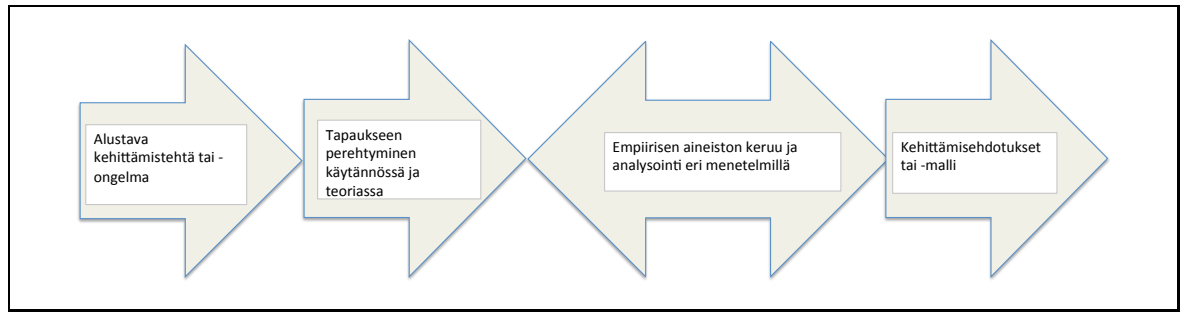 Alustava
kehittämistehtä tai -
ongelma
Tapaukseen
perehtyminen
käytännössä ja
teoriassa
Empiirisen aineiston keruu ja
analysointi eri menetelmillä
Kehittämisehdotukset
tai -malli